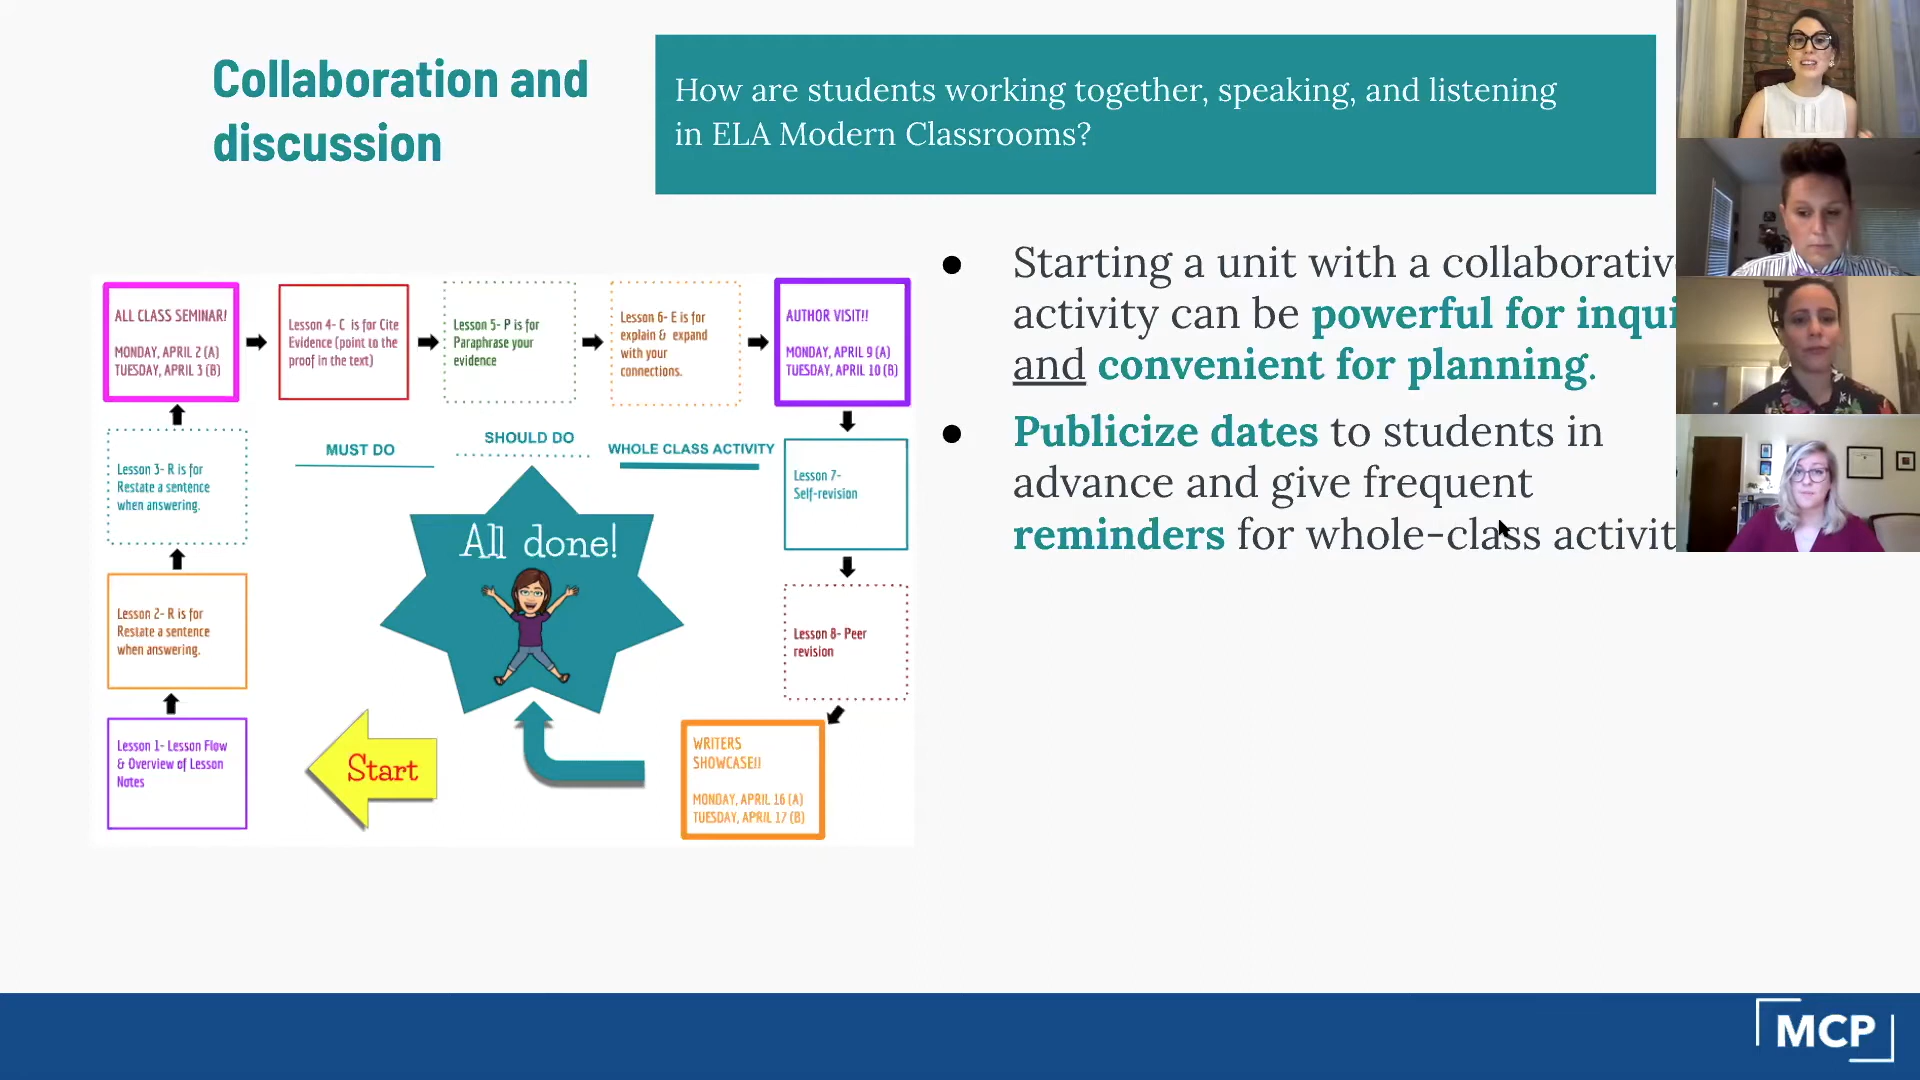 Collaboration and
discussion
How are students working together, speaking, and listening
in ELA Modern Classrooms?
Starting a unit with a collaborativ
activity can be powerful for inqui
and convenient for planning.
Publicize dates to students in
advance and give frequent
reminders for whole-class activit
ALL CLASS SEMINAR!
MONDAY, APRIL 2 (A)
TUESDAY, APRIL 3 (B)
Lesson 4- C is for Cite
Evidence (point to the
proof in the text)
Lesson 5- P is for
Paraphrase your
evidence
Lesson 6- E is for
explain & expand
with your
connections.
AUTHOR VISIT!!
MONDAY, APRIL 9 (A)
TUESDAY, APRIL 10 (B)
MUST DO
SHOULD DO
WHOLE CLASS ACTIVITY
Lesson 3- R is for
Restate a sentence
when answering.
Lesson 7-
Self-revision
All done!
Lesson 2- R is for
Restate a sentence
when answering.
Lesson 8- Peer
revision
Lesson 1- Lesson Flow
& Overview of Lesson
Notes
Start
WRITERS
SHOWCASE!!
MONDAY, APRIL 16 (A)
TUESDAY, APRIL 17 (B)
MCP